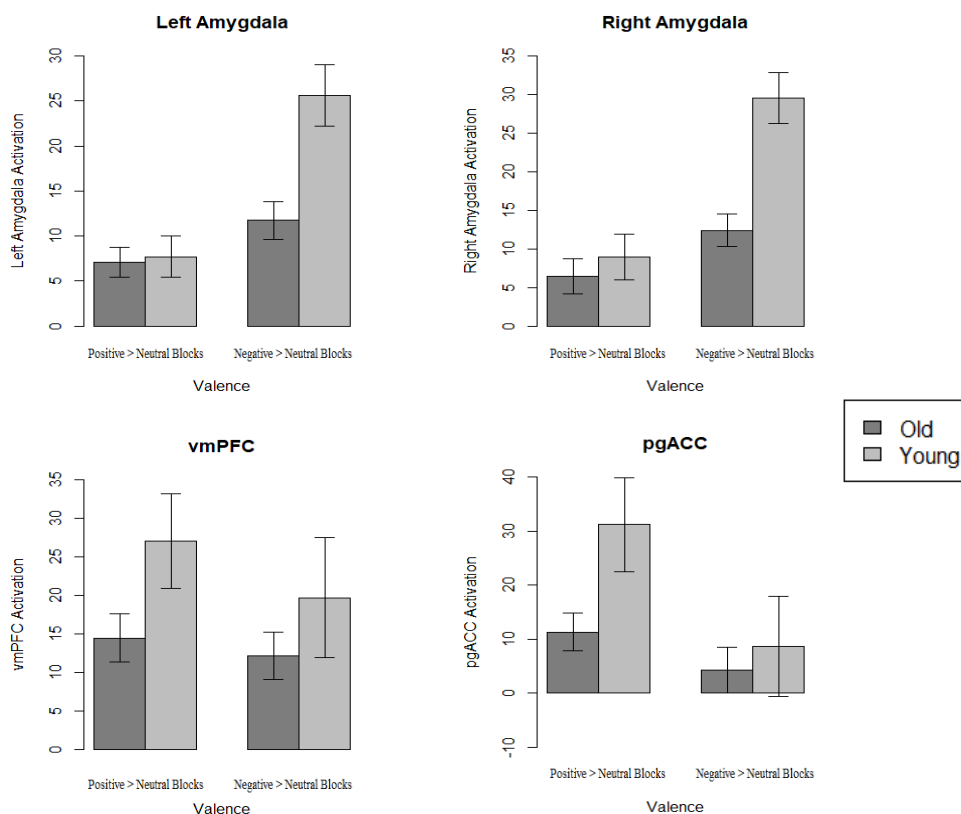 Left Amygdala
Left Amygdala Activation
30
25
20
15
10
5
0
Positive > Neutral Blocks
Negative > Neutral Blocks
Valence
Right Amygdala
Right Amygdala Activation
35
30
25
20
15
10
5
0
Positive > Neutral Blocks
Negative > Neutral Blocks
Valence
vmPFC
vmPFC Activation
35
30
25
20
15
10
5
0
Positive > Neutral Blocks
Negative > Neutral Blocks
Valence
pgACC
pgACC Activation
40
30
20
10
0
-10
Positive > Neutral Blocks
Negative > Neutral Blocks
Valence
Old
Young